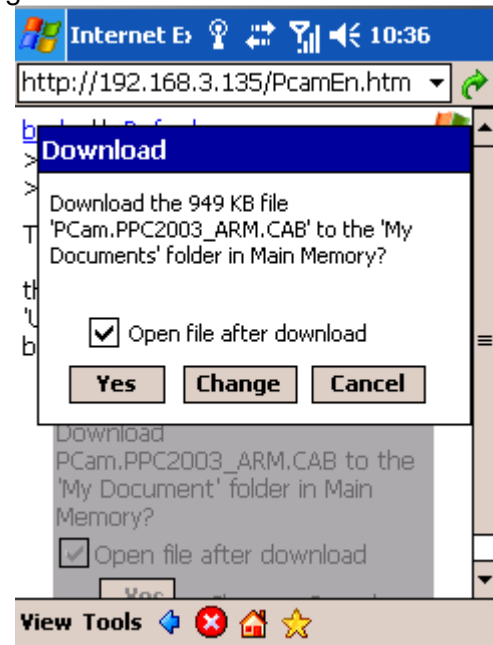 Internet E 10:36
http://192.168.3.135/PcamEn.htm
Download
Download the 949 KB file
'PCam.PPC2003_ARM.CAB' to the 'My
Documents' folder in Main Memory?
Open file after download
Yes Change Cancel
Download
PCam.PPC2003_ARM.CAB to the
'My Document' folder in Main
Memory?
Open file after download
View Tools